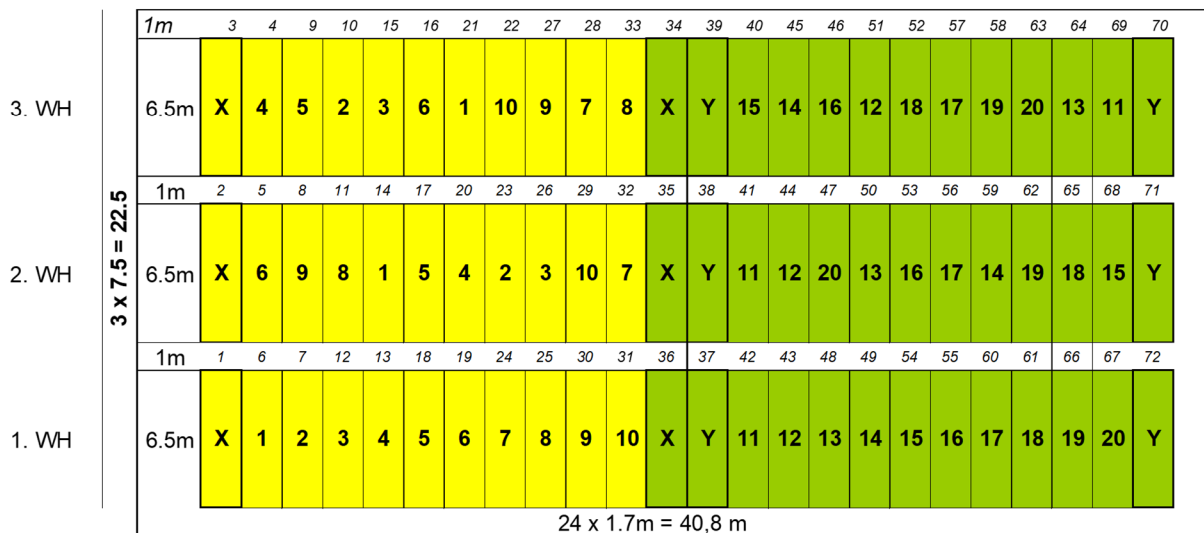 1m 3 4 9 10 15 16 21 22 27 28 33 34 39 40 45 46 51 52 57 58 63 64 69 70
3. WH 6.5m X 4 5 2 3 6 1 10 9 7 8 X Y 15 14 16 12 18 17 19 20 13 11 Y
1m 2 5 8 11 14 17 20 23 26 29 32 35 38 41 44 47 50 53 56 59 62 65 68 71
3 x 7.5 = 22.5
2. WH 6.5m X 6 9 8 1 5 4 2 3 10 7 X Y 11 12 20 13 16 17 14 19 18 15 Y
1m 1 6 7 12 13 18 19 24 25 30 31 36 37 42 43 48 49 54 55 60 61 66 67 72
1. WH 6.5m X 1 2 3 4 5 6 7 8 9 10 X Y 11 12 13 14 15 16 17 18 19 20 Y
24 x 1.7m = 40,8 m